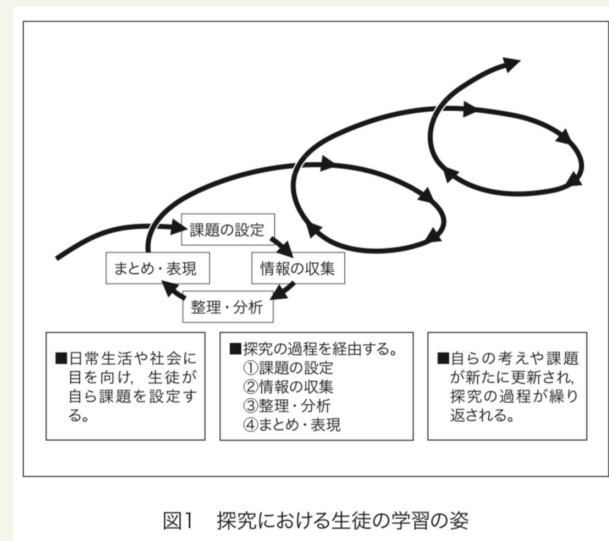 課題の設定
まとめ・表現
情報の収集
整理・分析
■日常生活や社会に
目を向け，生徒が
自ら課題を設定す
る。
■探究の過程を経由する。
①課題の設定
②情報の収集
③整理・分析
④まとめ・表現
■自らの考えや課題
が新たに更新され，
探究の過程が繰り
返される。
図1　探究における生徒の学習の姿